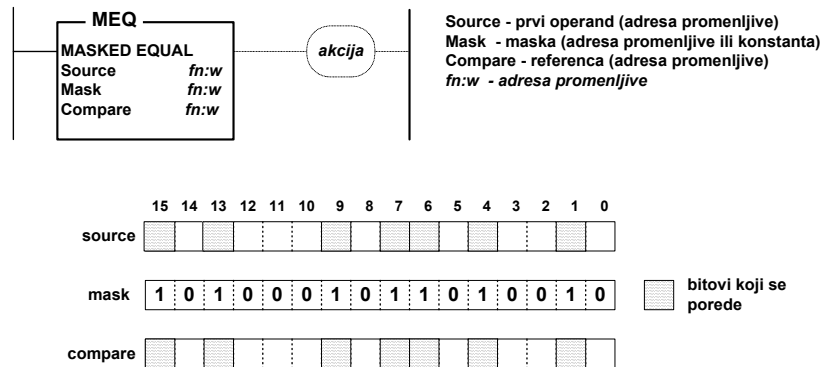 MEQ
MASKED EQUAL
Source fn:w
Mask fn:w
Compare fn:w
akcija
Source - prvi operand (adresa promenljive)
Mask - maska (adresa promenljive ili konstanta)
Compare - referenca (adresa promenljive)
fn:w - adresa promenljive
15 14 13 12 11 10 9 8 7 6 5 4 3 2 1 0
source
mask 1 0 1 0 0 0 1 0 1 1 0 1 0 0 1 0
bitovi koji se
porede
compare